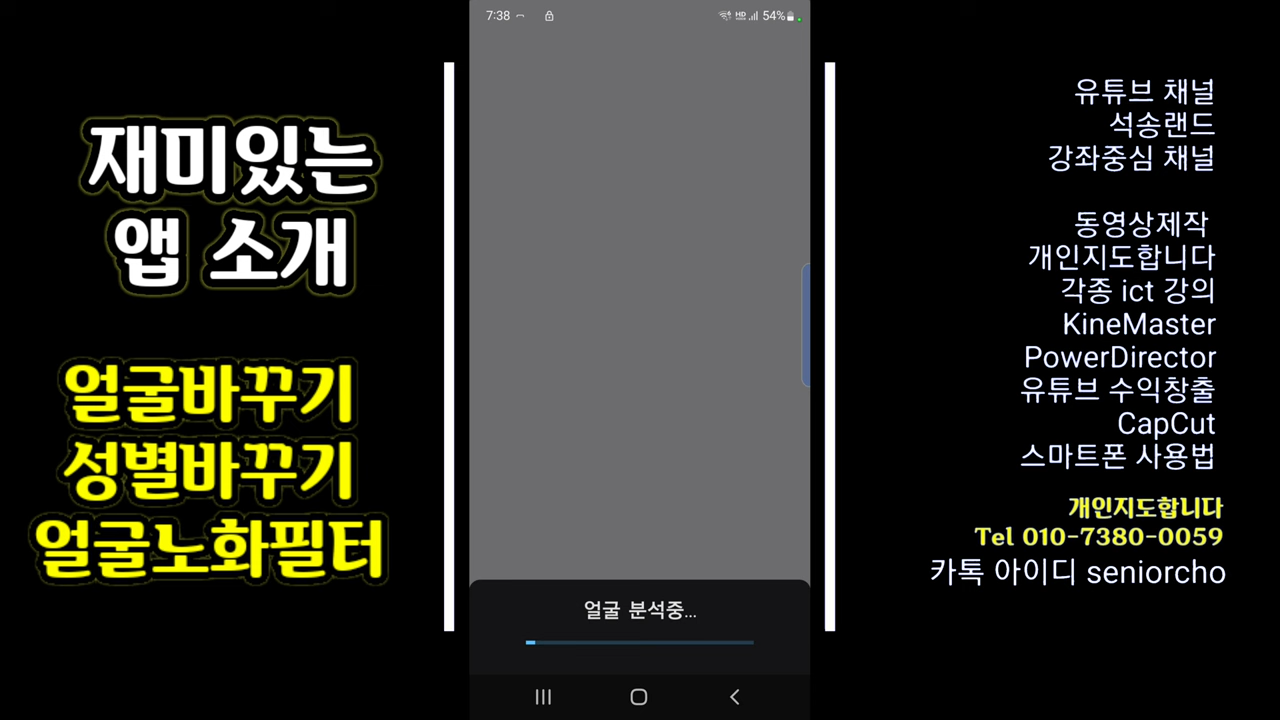 재미있는
앱 소개
얼굴바꾸기
성별바꾸기
얼굴노화필터
7:38
HD
54%
얼굴 분석중...
유튜브 채널
석송랜드
강좌중심 채널
동영상제작
개인지도합니다
각종 ict 강의
KineMaster
PowerDirector
유튜브 수익창출
CapCut
스마트폰 사용법
개인지도합니다
Tel 010-7380-0059
카톡 아이디 seniorcho